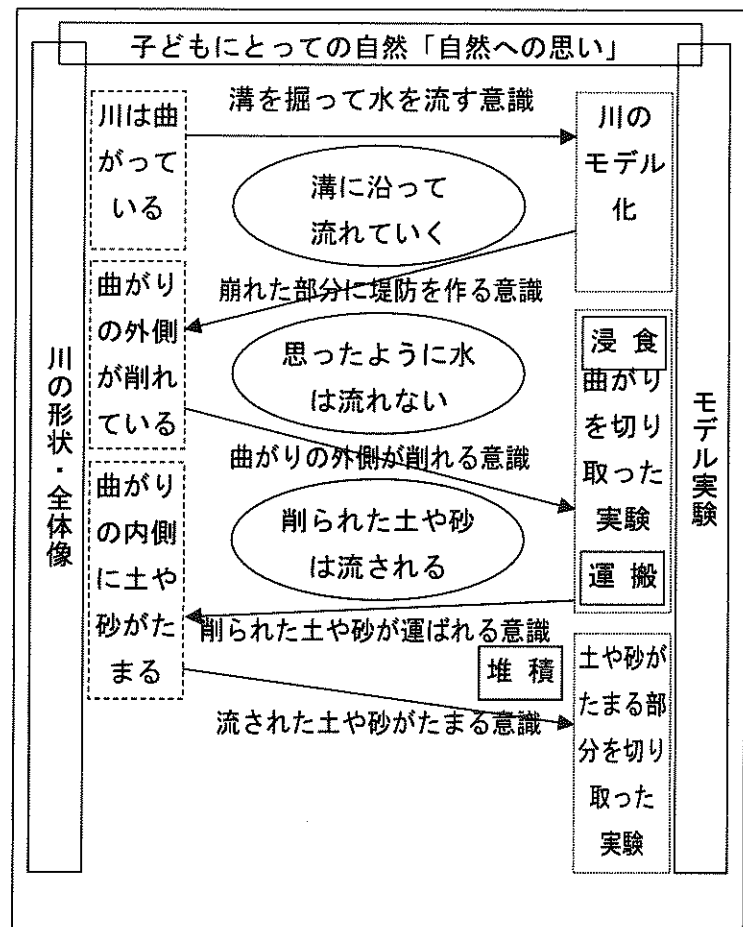 子どもにとっての自然「自然への思い」
川の形状・全体像
モデル実験
川は曲
がって
いる
溝を掘って水を流す意識
川の
モデル
化
溝に沿って
流れていく
崩れた部分に堤防を作る意識
曲がり
の外側
が削れ
ている
思ったように水
は流れない
浸食
曲がり
を切り
取った
実験
運搬
曲がりの外側が削れる意識
削られた土や砂
は流される
曲がり
の内側
に土や
砂がた
まる
削られた土や砂が運ばれる意識
堆積
流された土や砂がたまる意識
土や砂が
たまる部
分を切り
取った
実験